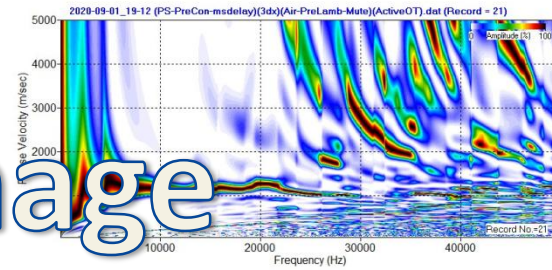 2020-09-01_19-12 (PS-PreCon-msdelay)(3dx)(Air-PreLamb-Mute)(ActiveOT).dat (Record = 21)
5000
4000
3000
2000
0 Amplitude (%) 100
Velocity (m/sec)
age
Record No.=21
10000 20000 30000 40000
Frequency (Hz)